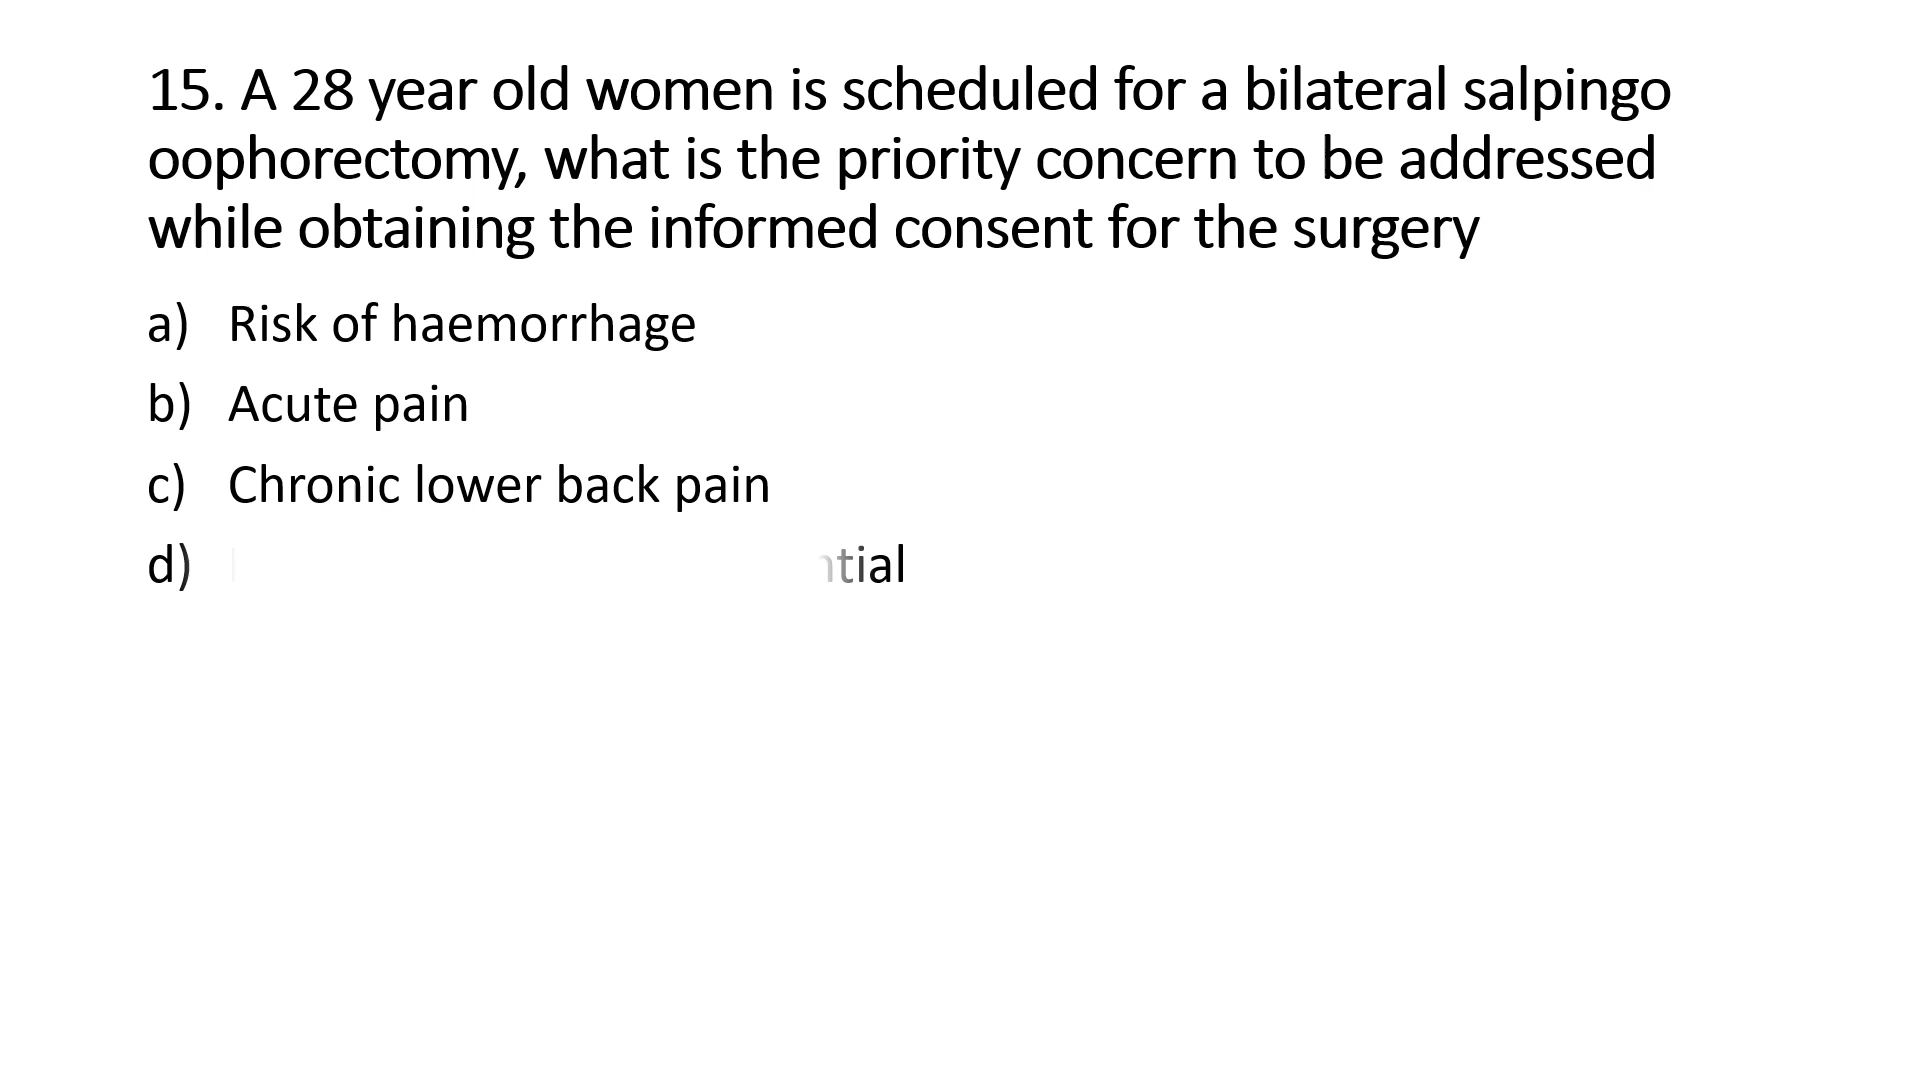 15. A 28 year old women is scheduled for a bilateral salpingo
oophorectomy, what is the priority concern to be addressed
while obtaining the informed consent for the surgery
a) Risk of haemorrhage
b) Acute pain
c) Chronic lower back pain
d)